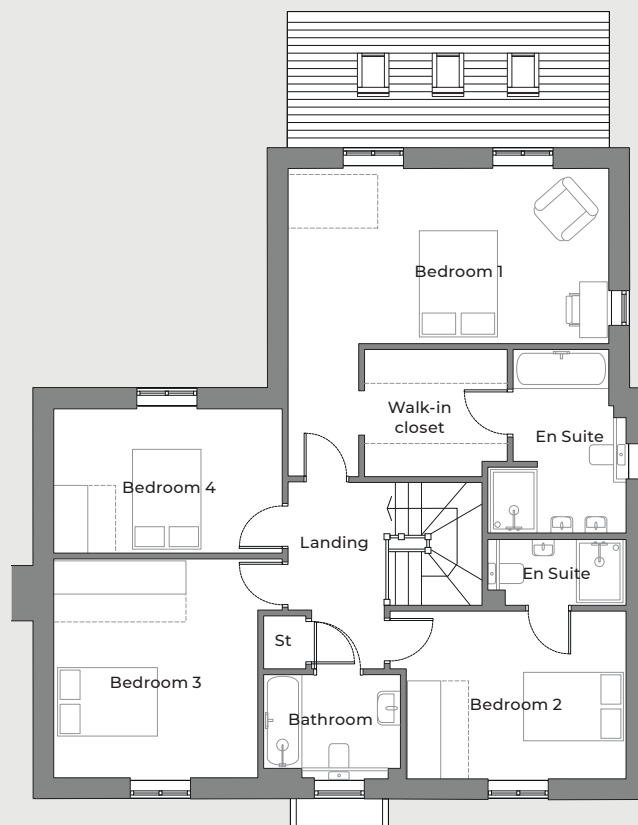 Bedroom 1
Walk-in
closet
En Suite
Bedroom 4
Landing
En Suite
St
Bedroom 3
Bedroom 2
Bathroom